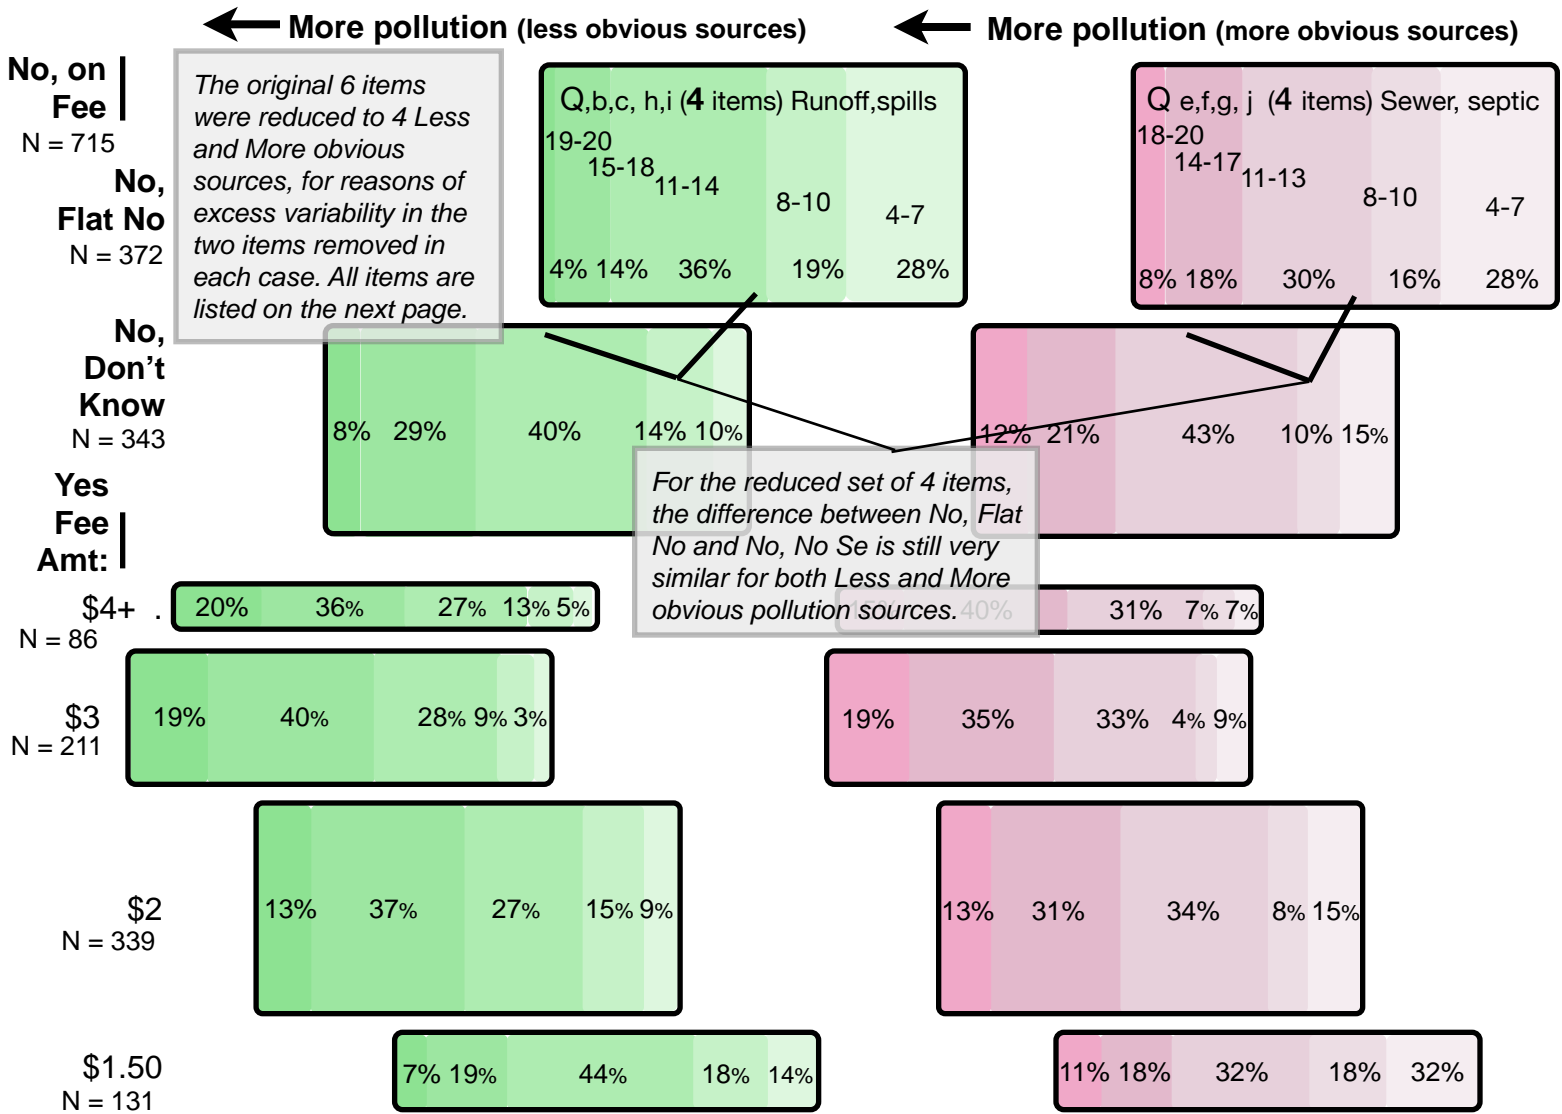 More pollution (less obvious sources)
More pollution (more obvious sources)
No, on
Fee
N = 715
No,
Flat No
N = 372
The original 6 items
were reduced to 4 Less
and More obvious
sources, for reasons of
excess variability in the
two items removed in
each case. All items are
listed on the next page.
Q,b,c, h,i (4 items) Runoff,spills
19-20
15-18
11-14
8-10
4-7
4% 14% 36% 19% 28%
Q e,f,g, j (4 items) Sewer, septic
18-20
14-17
11-13
8-10
4-7
8% 18% 30% 16% 28%
No,
Don't
Know
N = 343
8% 29% 40% 14% 10%
12% 21% 43% 10% 15%
For the reduced set of 4 items,
the difference between No, Flat
No and No, No Se is still very
similar for both Less and More
obvious pollution sources.
Yes
Fee
Amt:
$4+ .
N = 86
20% 36% 27% 13% 5%
15% 40% 31% 7% 7%
$3
N = 211
19% 40% 28% 9% 3%
19% 35% 33% 4% 9%
$2
N = 339
13% 37% 27% 15% 9%
13% 31% 34% 8% 15%
$1.50
N = 131
7% 19% 44% 18% 14%
11% 18% 32% 18% 32%